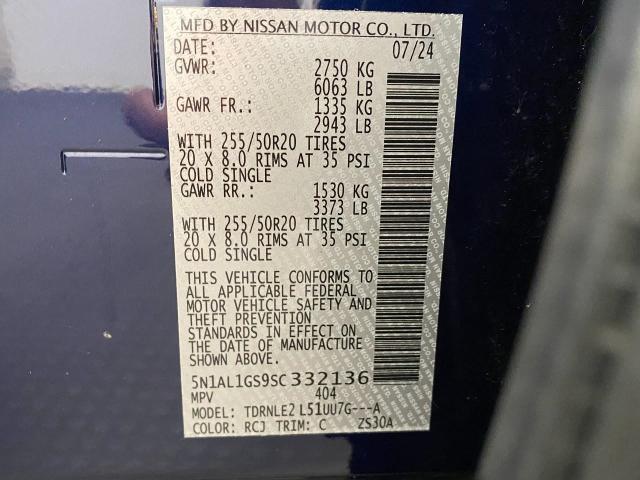 MFD BY NISSAN MOTOR CO., LTD.
DATE: 07/24
GVWR: 2750 KG
6063 LB
GAWR FR.: 1335 KG
2943 LB
WITH 255/50R20 TIRES
20 X 8.0 RIMS AT 35 PSI
COLD SINGLE
GAWR RR.: 1530 KG
3373 LB
WITH 255/50R20 TIRES
20 X 8.0 RIMS AT 35 PSI
COLD SINGLE
THIS VEHICLE CONFORMS TO
ALL APPLICABLE FEDERAL
MOTOR VEHICLE SAFETY AND
THEFT PREVENTION
STANDARDS IN EFFECT ON
THE DATE OF MANUFACTURE
SHOWN ABOVE.
5N1AL1GS9SC332136
MPV 404
MODEL: TDRNLE2 L51UU7G---A
COLOR: RCJ TRIM: C ZS30A